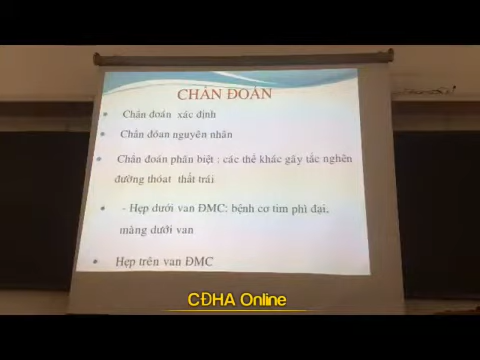 CHẨN ĐOÁN
Chẩn đoán xác định
Chẩn đóan nguyên nhân
Chẩn đoán phân biệt : các thể khác gây tắc nghẽn
đường thóat thất trái
- Hẹp dưới van ĐMC: bệnh cơ tim phì đại,
màng dưới van
Hẹp trên van ĐMC
CĐHA Online